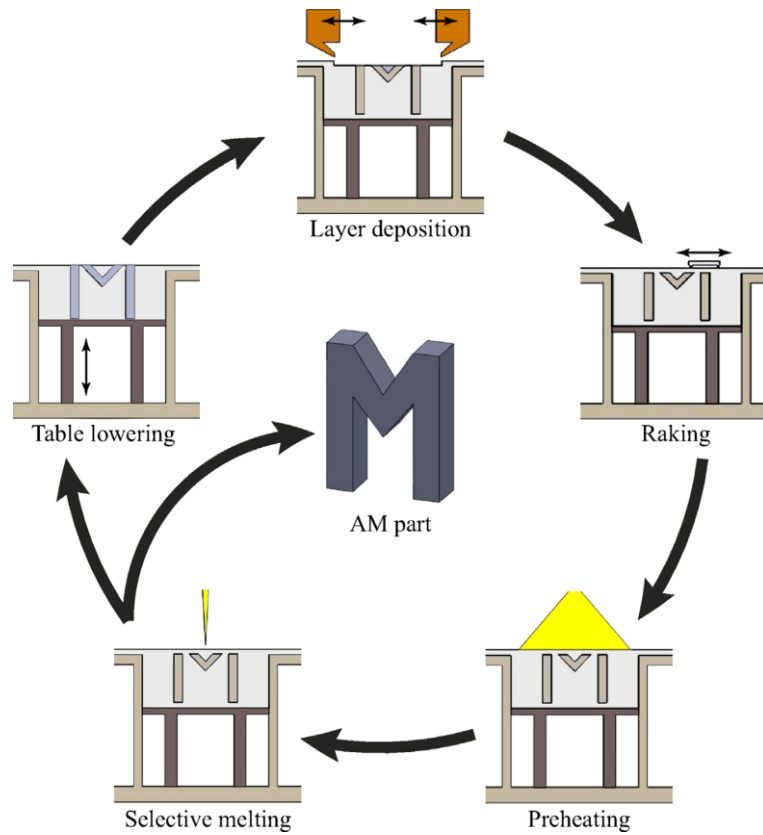 Layer deposition
Table lowering
Raking
AM part
Selective melting
Preheating